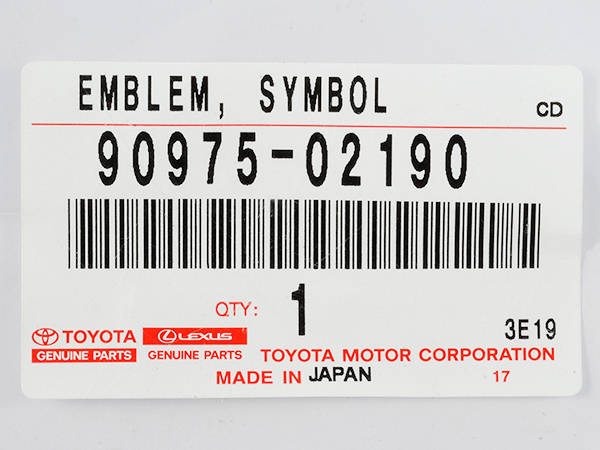 EMBLEM, SYMBOL
CD
90975-02190
QTY: 1
3E19
TOYOTA LEXUS
GENUINE PARTS GENUINE PARTS TOYOTA MOTOR CORPORATION
MADE IN JAPAN 17